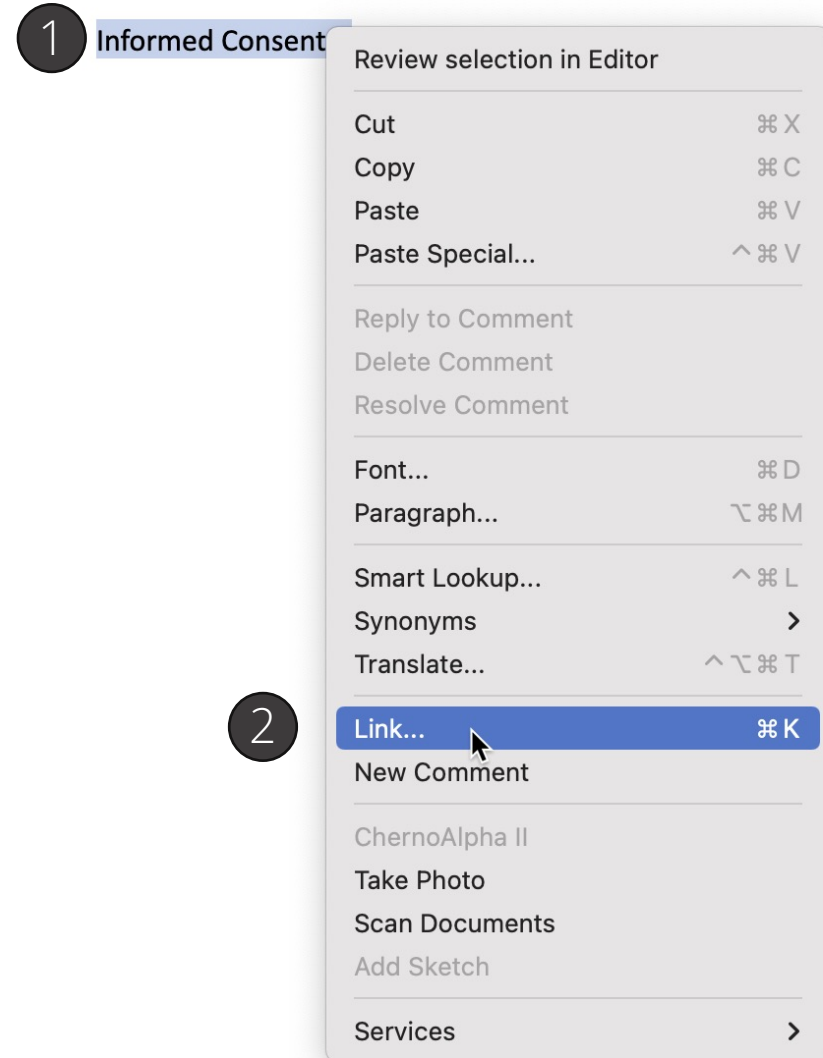 1 Informed Consent
Review selection in Editor
Cut ⌘ X
Copy ⌘ C
Paste ⌘ V
Paste Special... ^ ⌘ V
Reply to Comment
Delete Comment
Resolve Comment
Font... ⌘ D
Paragraph... ⌥ ⌘ M
Smart Lookup... ^ ⌘ L
Synonyms >
Translate... ^ ⌥ ⌘ T
2 Link... ⌘ K
New Comment
ChernoAlpha II
Take Photo
Scan Documents
Add Sketch
Services >